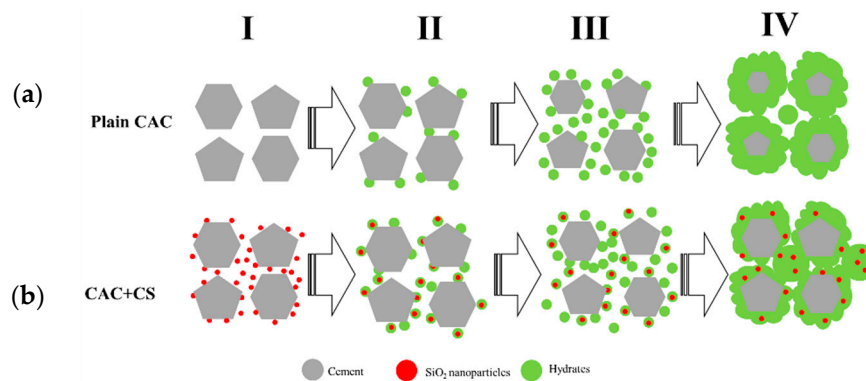 I II III IV
(a)
Plain CAC
(b)
CAC+CS
Cement SiO₂ nanoparticles Hydrates